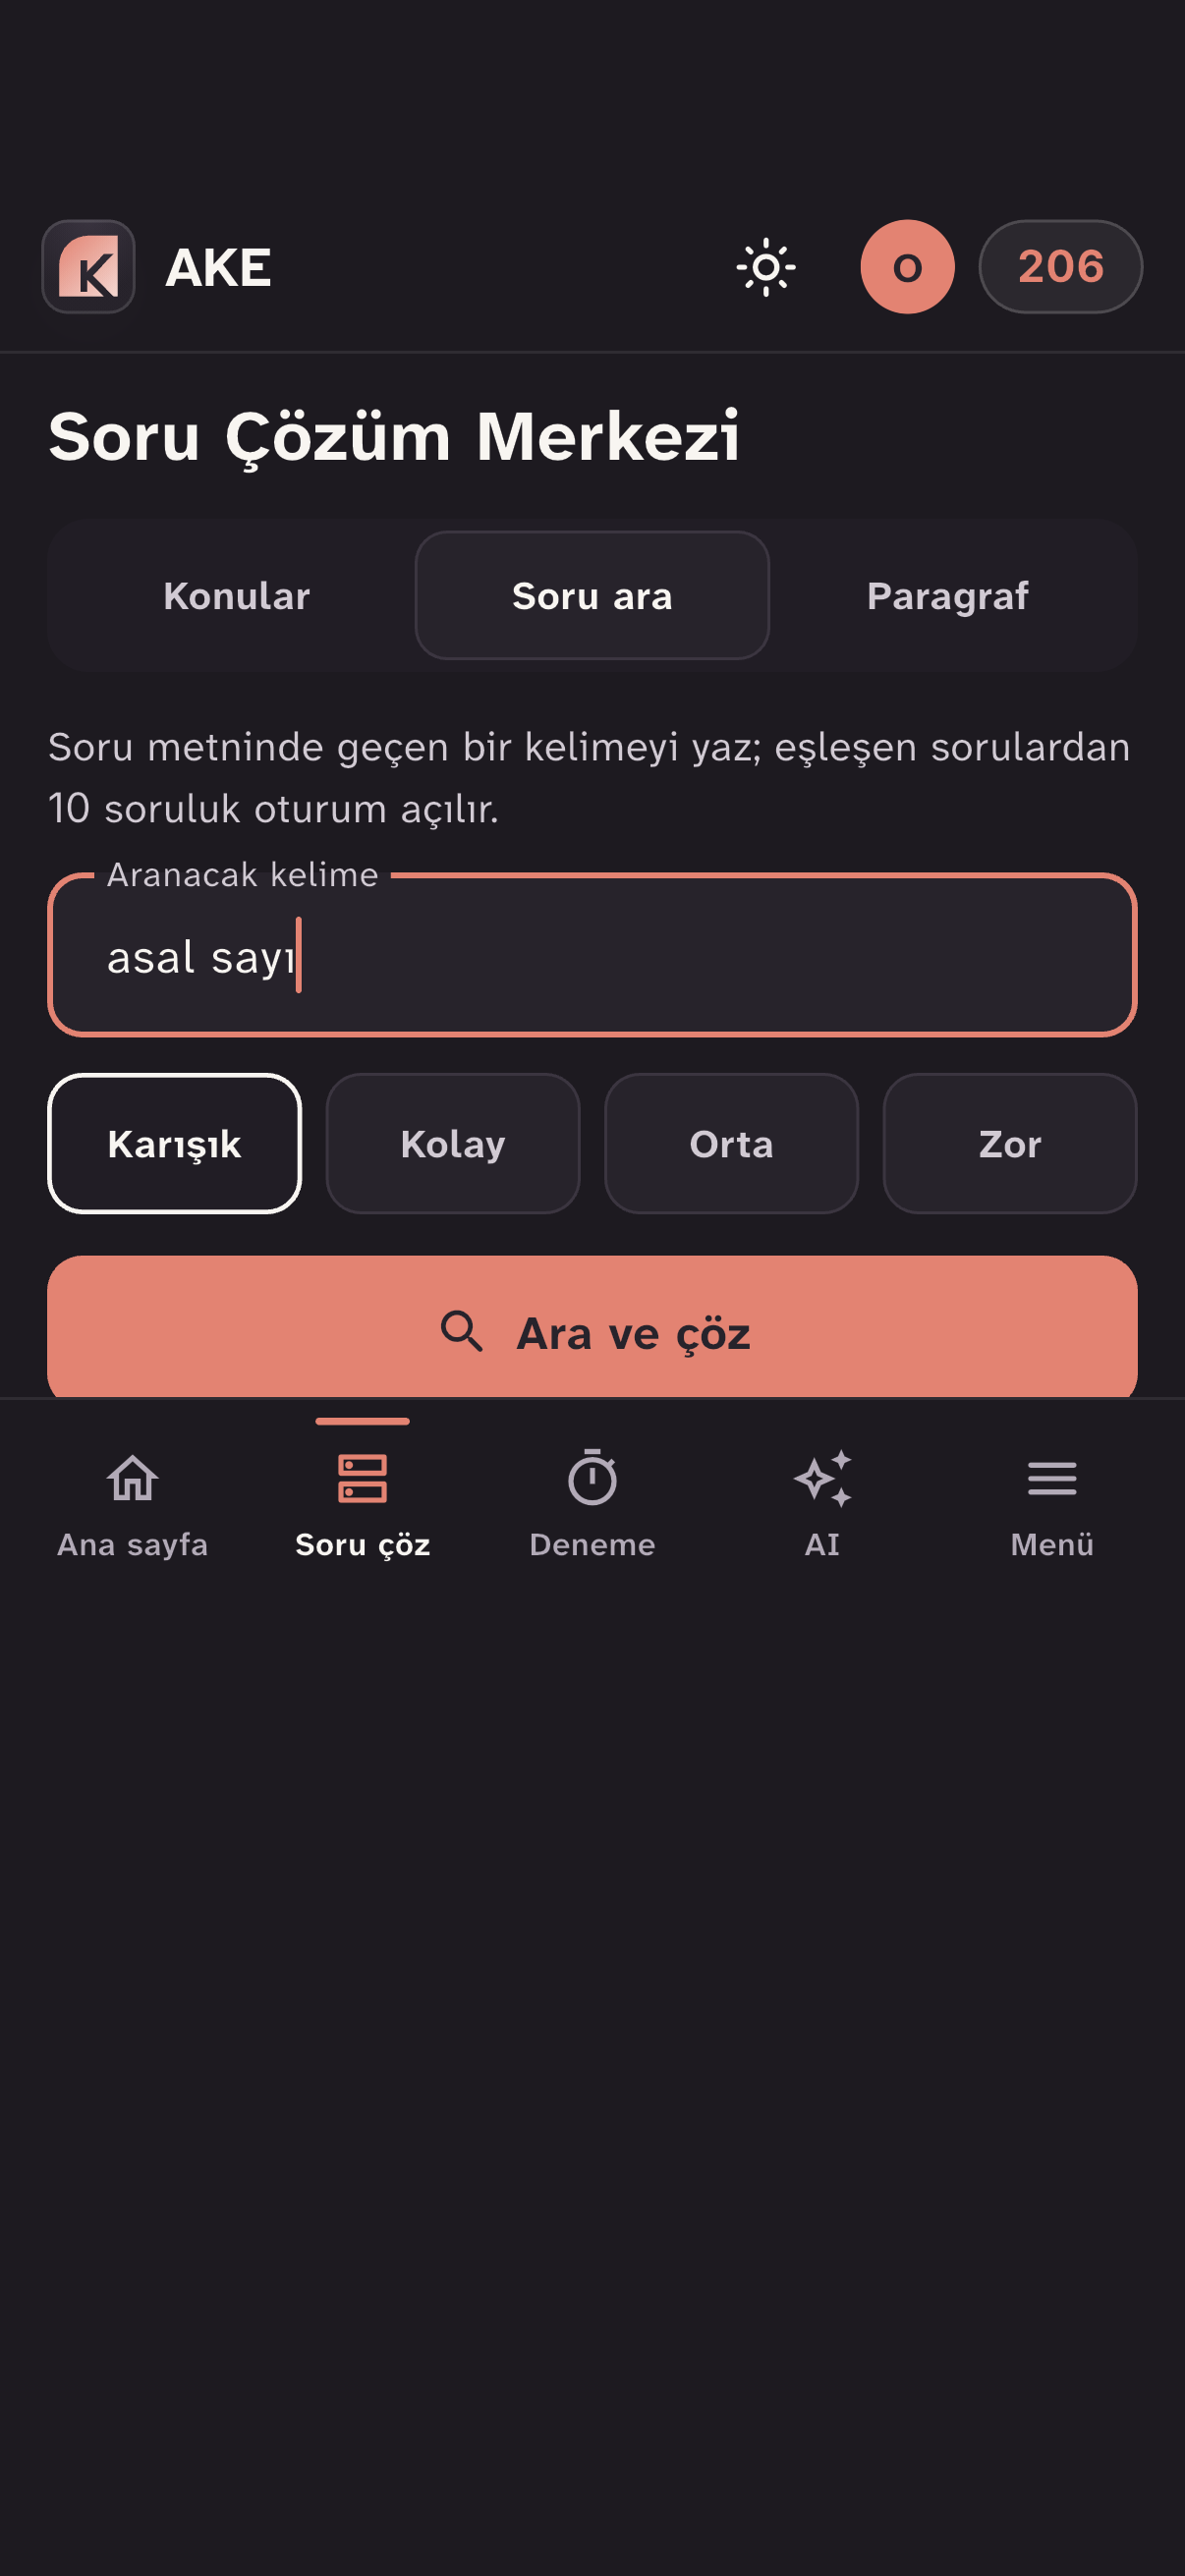 K AKE O 206
Soru Çözüm Merkezi
Konular Soru ara Paragraf
Soru metninde geçen bir kelimeyi yaz; eşleşen sorulardan
10 soruluk oturum açılır.
Aranacak kelime
asal sayı
Karışık Kolay Orta Zor
Ara ve çöz
Ana sayfa Soru çöz Deneme AI Menü